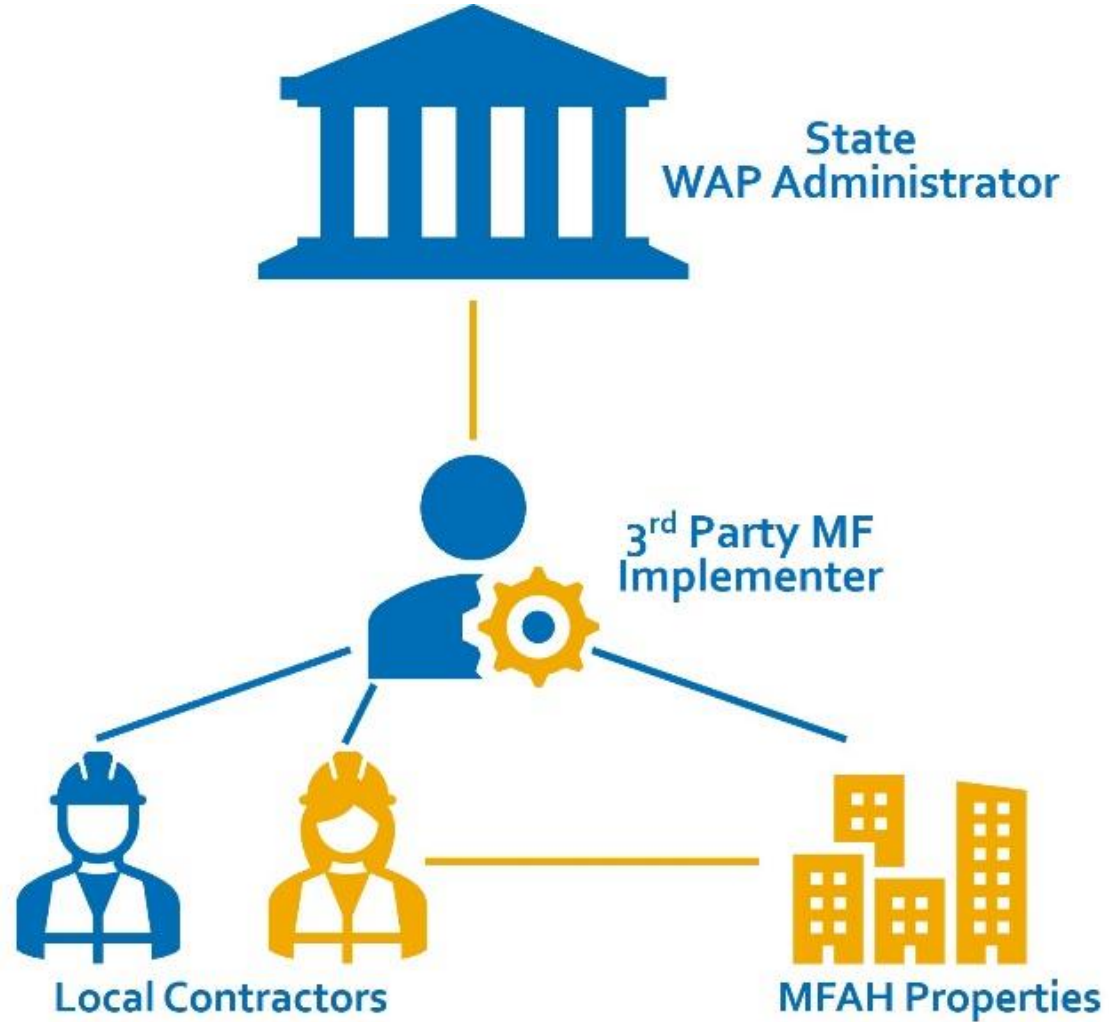 State
WAP Administrator
3rd Party MF
Implementer
Local Contractors
MFAH Properties